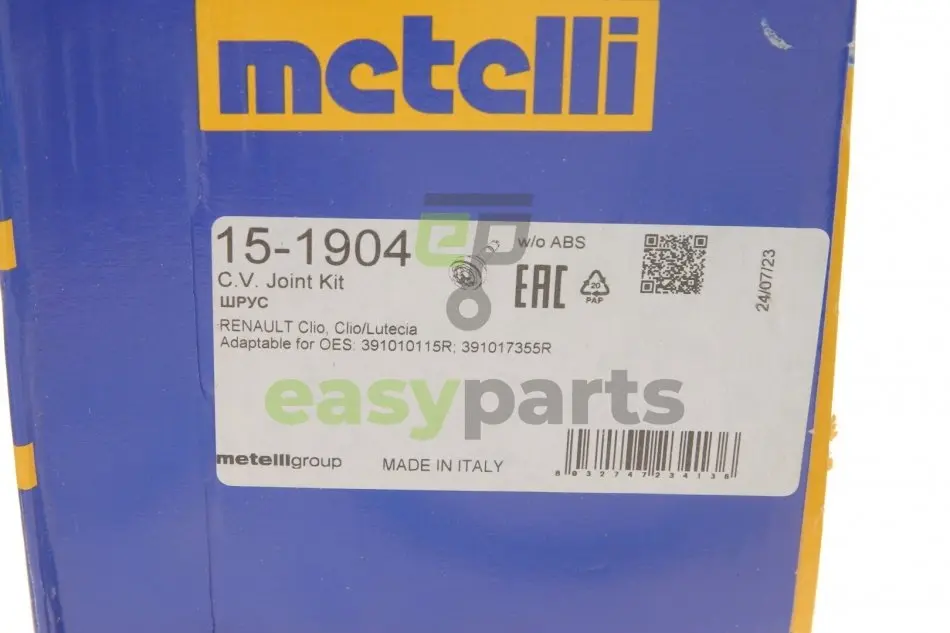 metelli
15-1904
w/o ABS
C.V. Joint Kit
ШРУС
EAC
20
PAP
24/07/23
RENAULT Clio, Clio/Lutecia
Adaptable for OES: 391010115R; 391017355R
easyparts
metelligroup
MADE IN ITALY
8032747234136